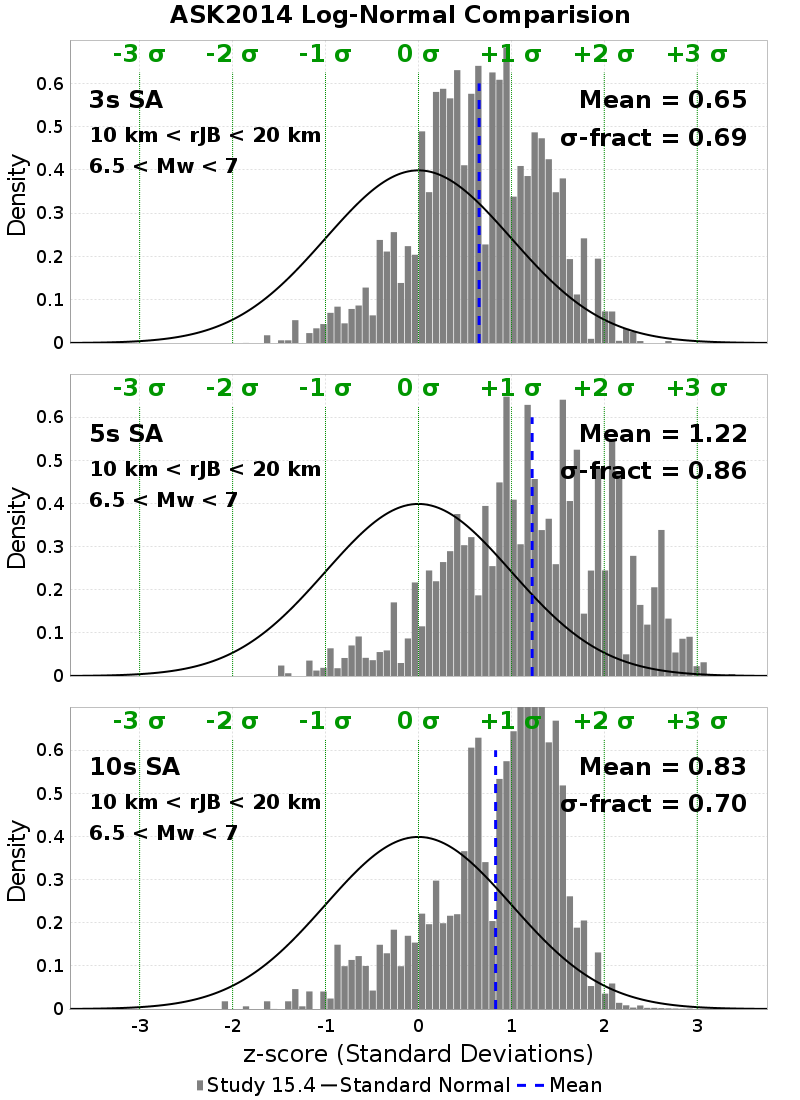 ASK2014 Log-Normal Comparision
-3 σ -2 σ -1 σ 0 σ +1 σ +2 σ +3 σ
3s SA
Mean = 0.65
10 km < rJB < 20 km
σ-fract = 0.69
6.5 < Mw < 7
Density
0.6
0.5
0.4
0.3
0.2
0.1
0
-3 σ -2 σ -1 σ 0 σ +1 σ +2 σ +3 σ
5s SA
Mean = 1.22
10 km < rJB < 20 km
σ-fract = 0.86
6.5 < Mw < 7
Density
0.6
0.5
0.4
0.3
0.2
0.1
0
-3 σ -2 σ -1 σ 0 σ +1 σ +2 σ +3 σ
10s SA
Mean = 0.83
10 km < rJB < 20 km
σ-fract = 0.70
6.5 < Mw < 7
Density
0.6
0.5
0.4
0.3
0.2
0.1
0
-3 -2 -1 0 1 2 3
z-score (Standard Deviations)
Study 15.4 Standard Normal Mean